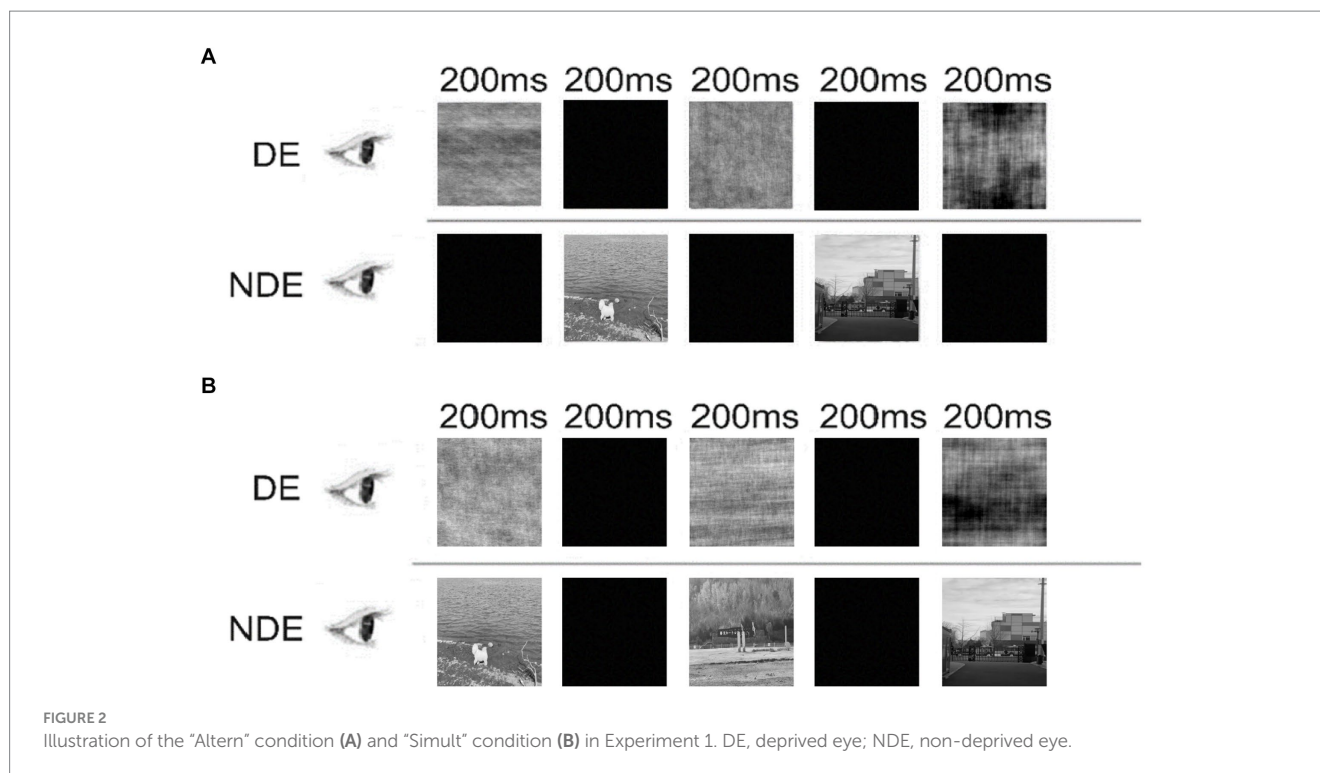 A
200ms 200ms 200ms 200ms 200ms
DE
NDE
B
200ms 200ms 200ms 200ms 200ms
DE
NDE
FIGURE 2
Illustration of the “Altern” condition (A) and “Simult” condition (B) in Experiment 1. DE, deprived eye; NDE, non-deprived eye.